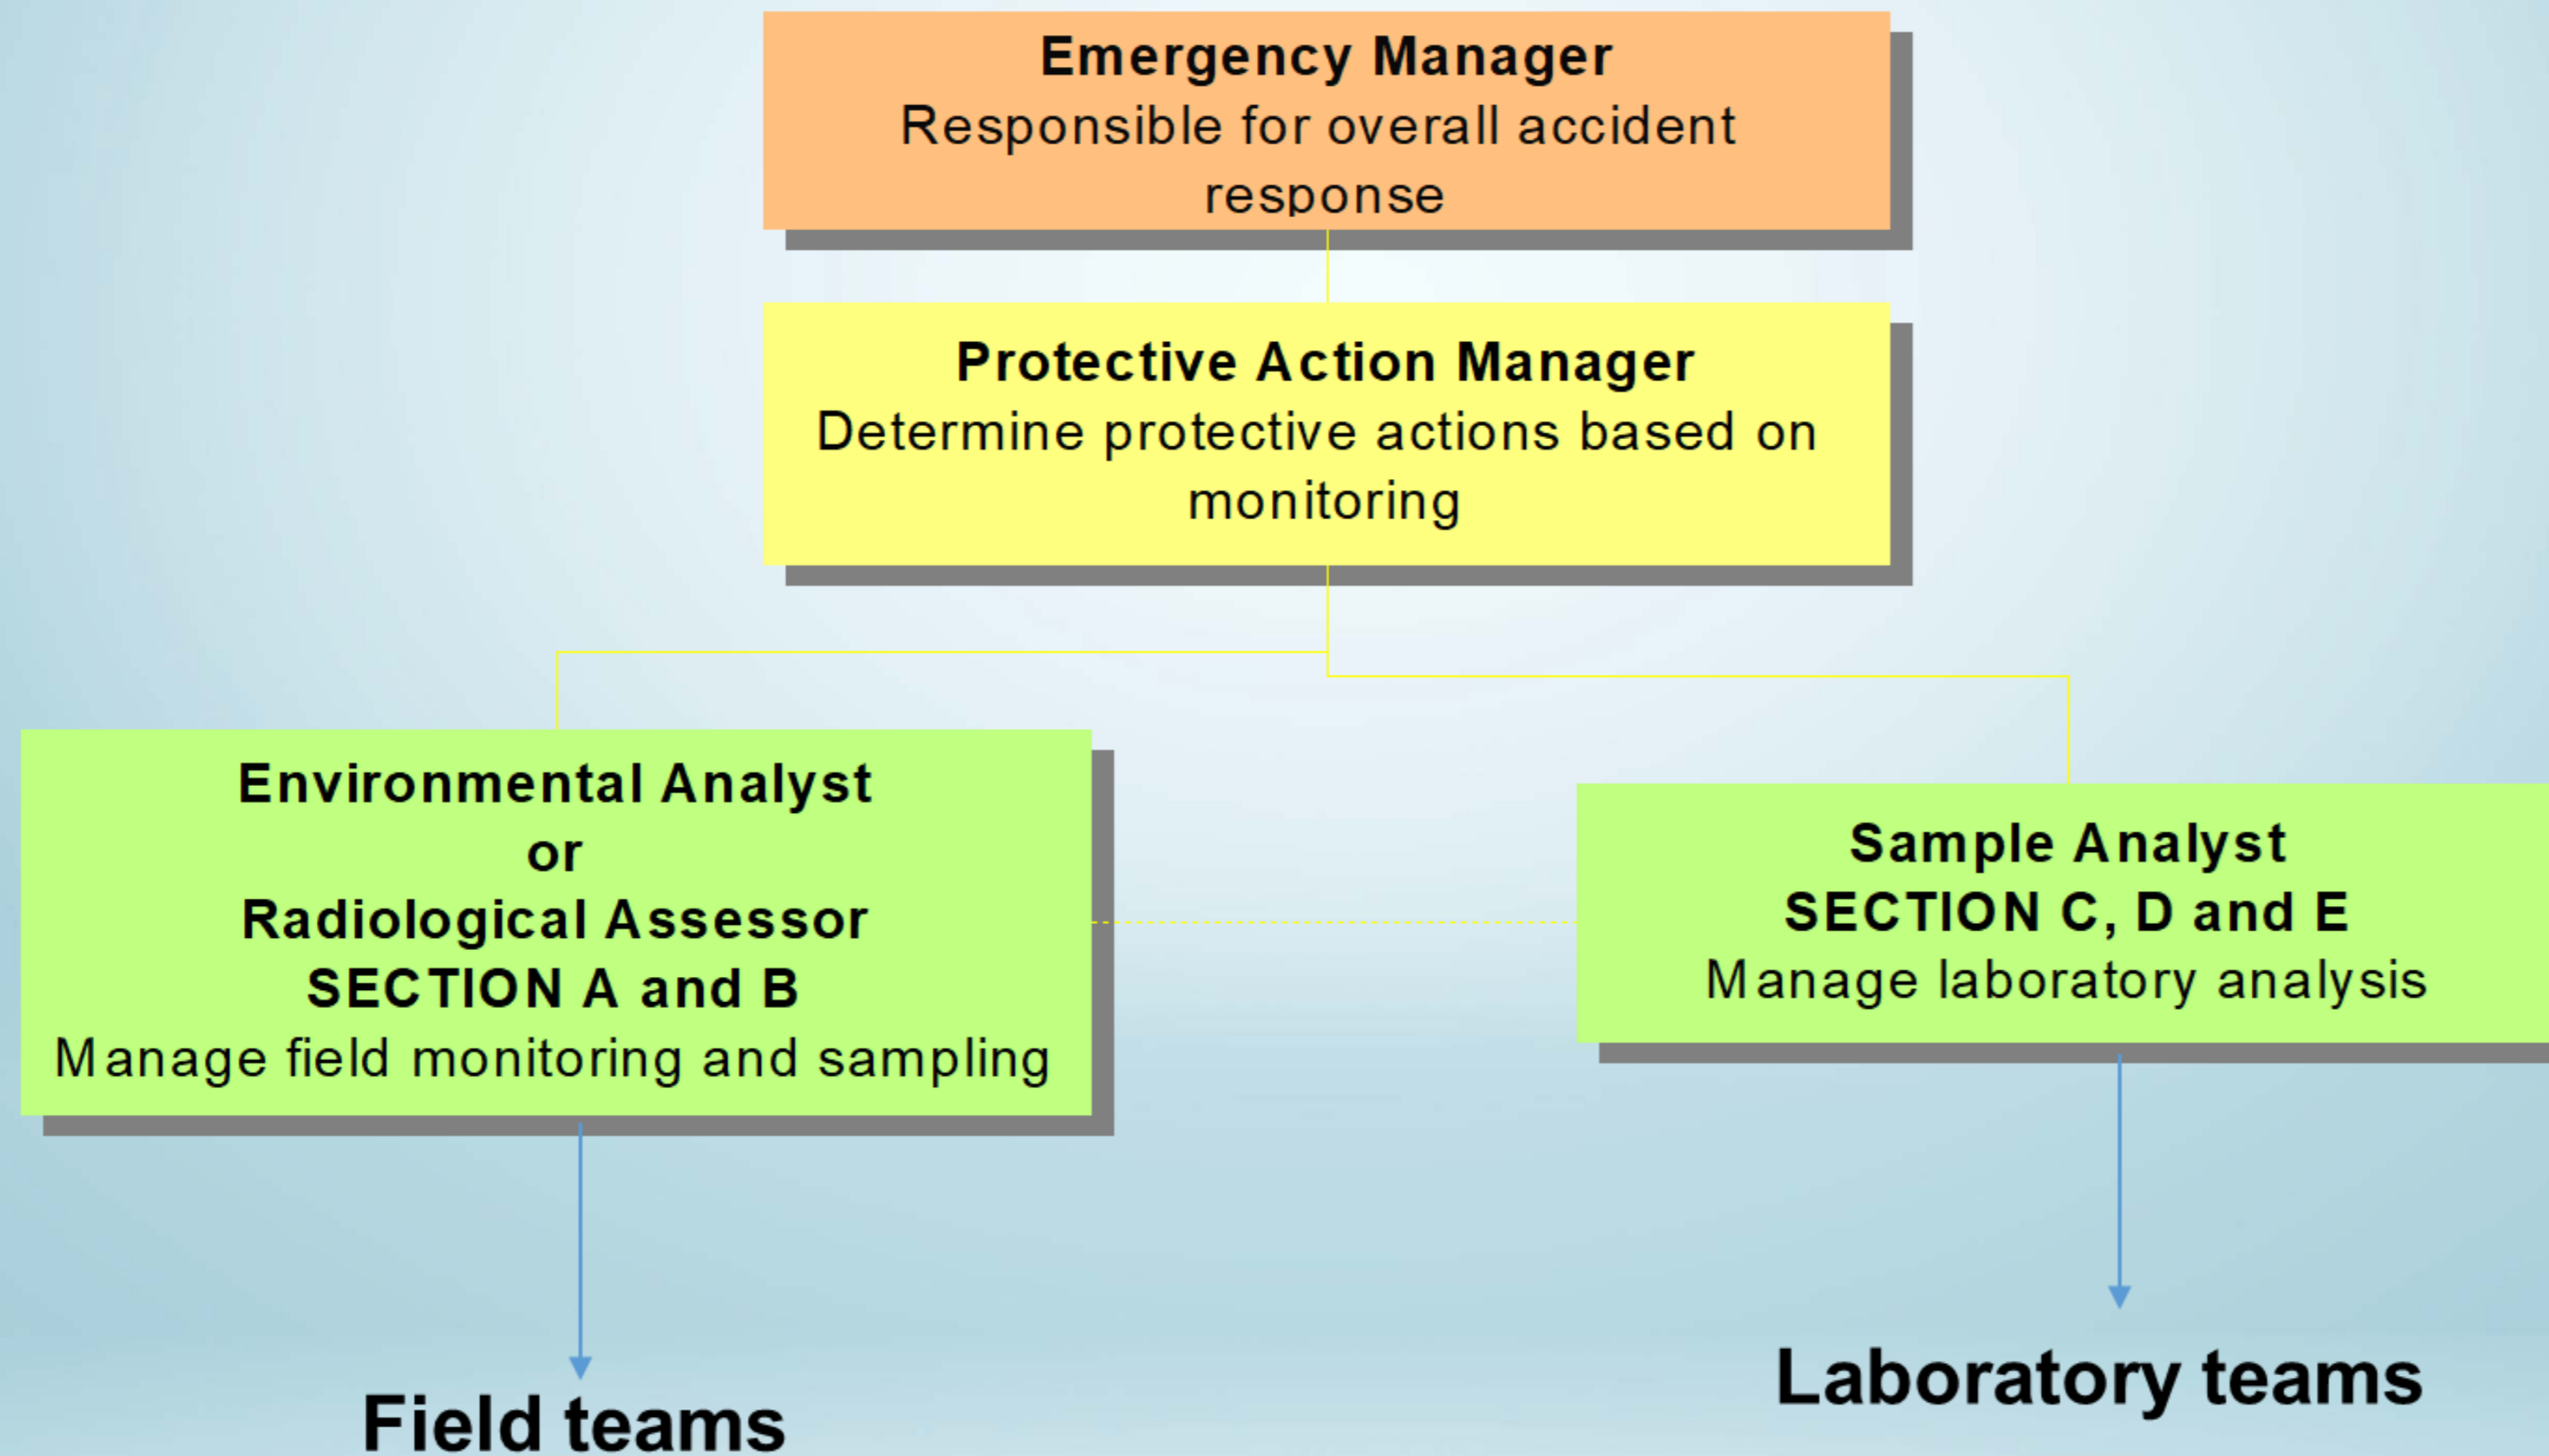 Emergency Manager
Responsible for overall accident
response
Protective Action Manager
Determine protective actions based on
monitoring
Environmental Analyst
or
Radiological Assessor
SECTION A and B
Manage field monitoring and sampling
Sample Analyst
SECTION C, D and E
Manage laboratory analysis
Field teams
Laboratory teams